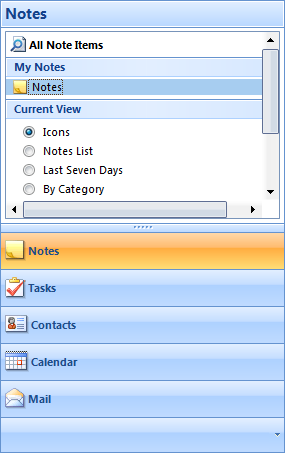 Notes
All Note Items
My Notes
Notes
Current View
Icons
Notes List
Last Seven Days
By Category
Notes
Tasks
Contacts
Calendar
Mail